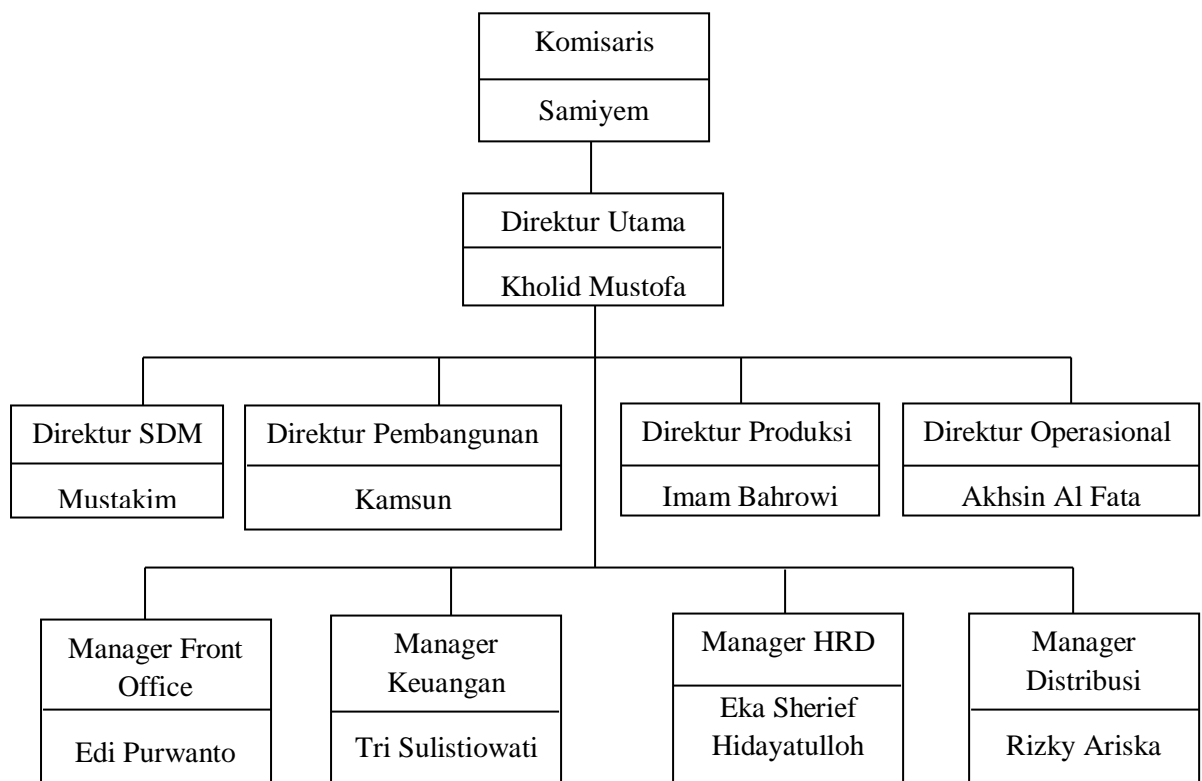 Komisaris
Samiyem
Direktur Utama
Kholid Mustofa
Direktur SDM
Mustakim
Direktur Pembangunan
Kamsun
Direktur Produksi
Imam Bahrowi
Direktur Operasional
Akhsin Al Fata
Manager Front
Office
Edi Purwanto
Manager
Keuangan
Tri Sulistiowati
Manager HRD
Eka Sherief
Hidayatulloh
Manager
Distribusi
Rizky Ariska